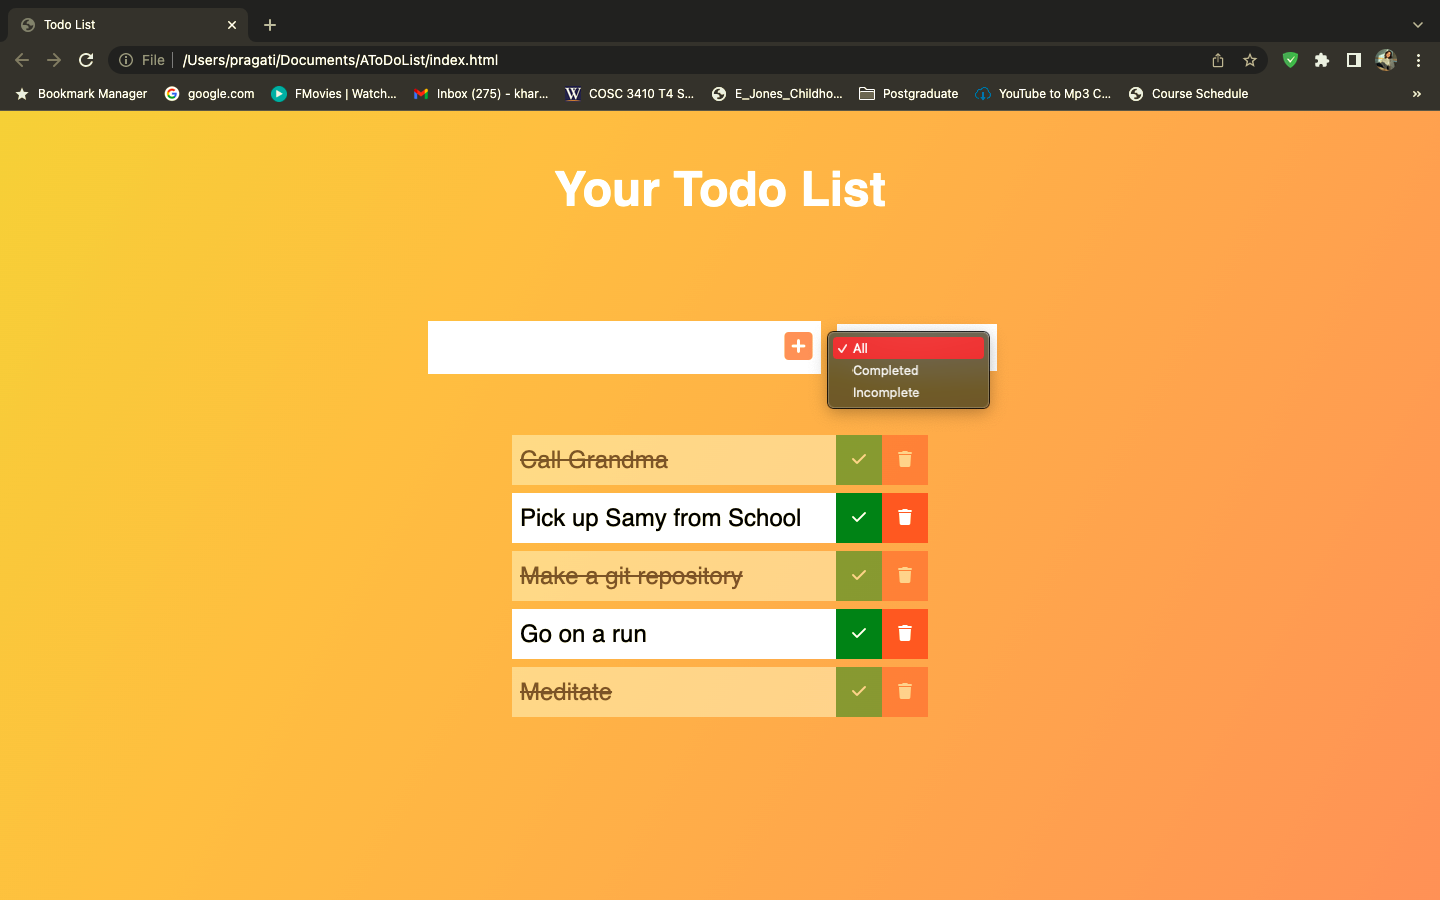 Todo List
File
/Users/pragati/Documents/AToDoList/index.html
Bookmark Manager
google.com
FMovies | Watch...
Inbox (275) - khar...
W COSC 3410 T4 S...
E_Jones_Childho...
Postgraduate
YouTube to Mp3 C...
Course Schedule
Your Todo List
All
Completed
Incomplete
Call Grandma
Pick up Samy from School
Make a git repository
Go on a run
Meditate